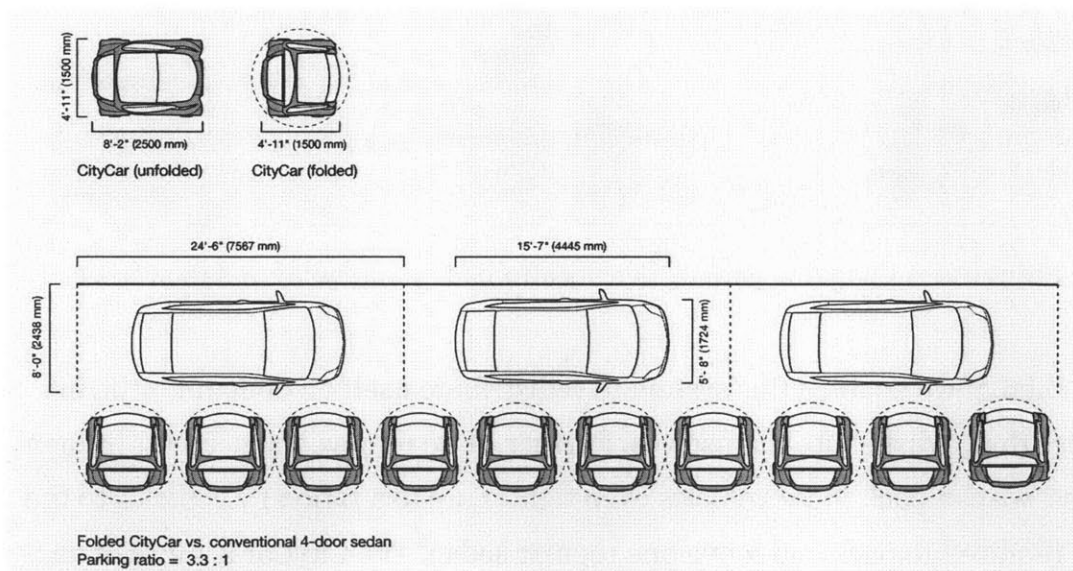 4'-11" (1500 mm)
8'-2" (2500 mm)
CityCar (unfolded)
4'-11" (1500 mm)
CityCar (folded)
24'-6" (7567 mm)
15'-7" (4445 mm)
8'-0" (2438 mm)
5'- 8" (1724 mm)
Folded CityCar vs. conventional 4-door sedan
Parking ratio = 3.3 : 1